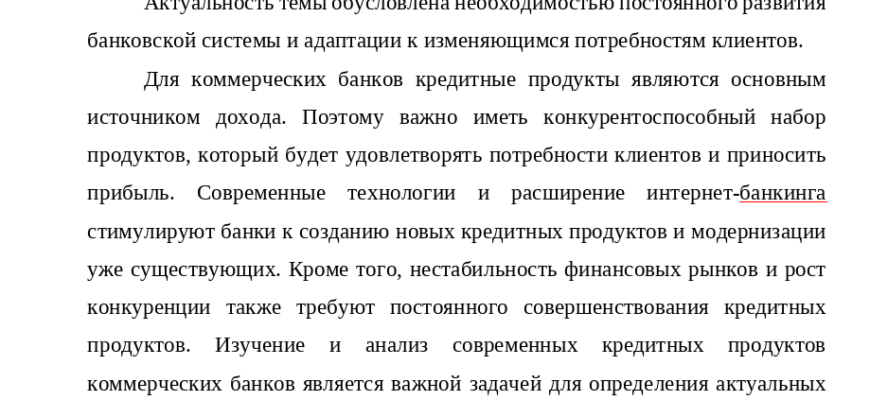 Актуальность темы обусловлена необходимостью постоянного развития
банковской системы и адаптации к изменяющимся потребностям клиентов.
Для коммерческих банков кредитные продукты являются основным
источником дохода. Поэтому важно иметь конкурентоспособный набор
продуктов, который будет удовлетворять потребности клиентов и приносить
прибыль. Современные технологии и расширение интернет-банкинга
стимулируют банки к созданию новых кредитных продуктов и модернизации
уже существующих. Кроме того, нестабильность финансовых рынков и рост
конкуренции также требуют постоянного совершенствования кредитных
продуктов. Изучение и анализ современных кредитных продуктов
коммерческих банков является важной задачей для определения актуальных